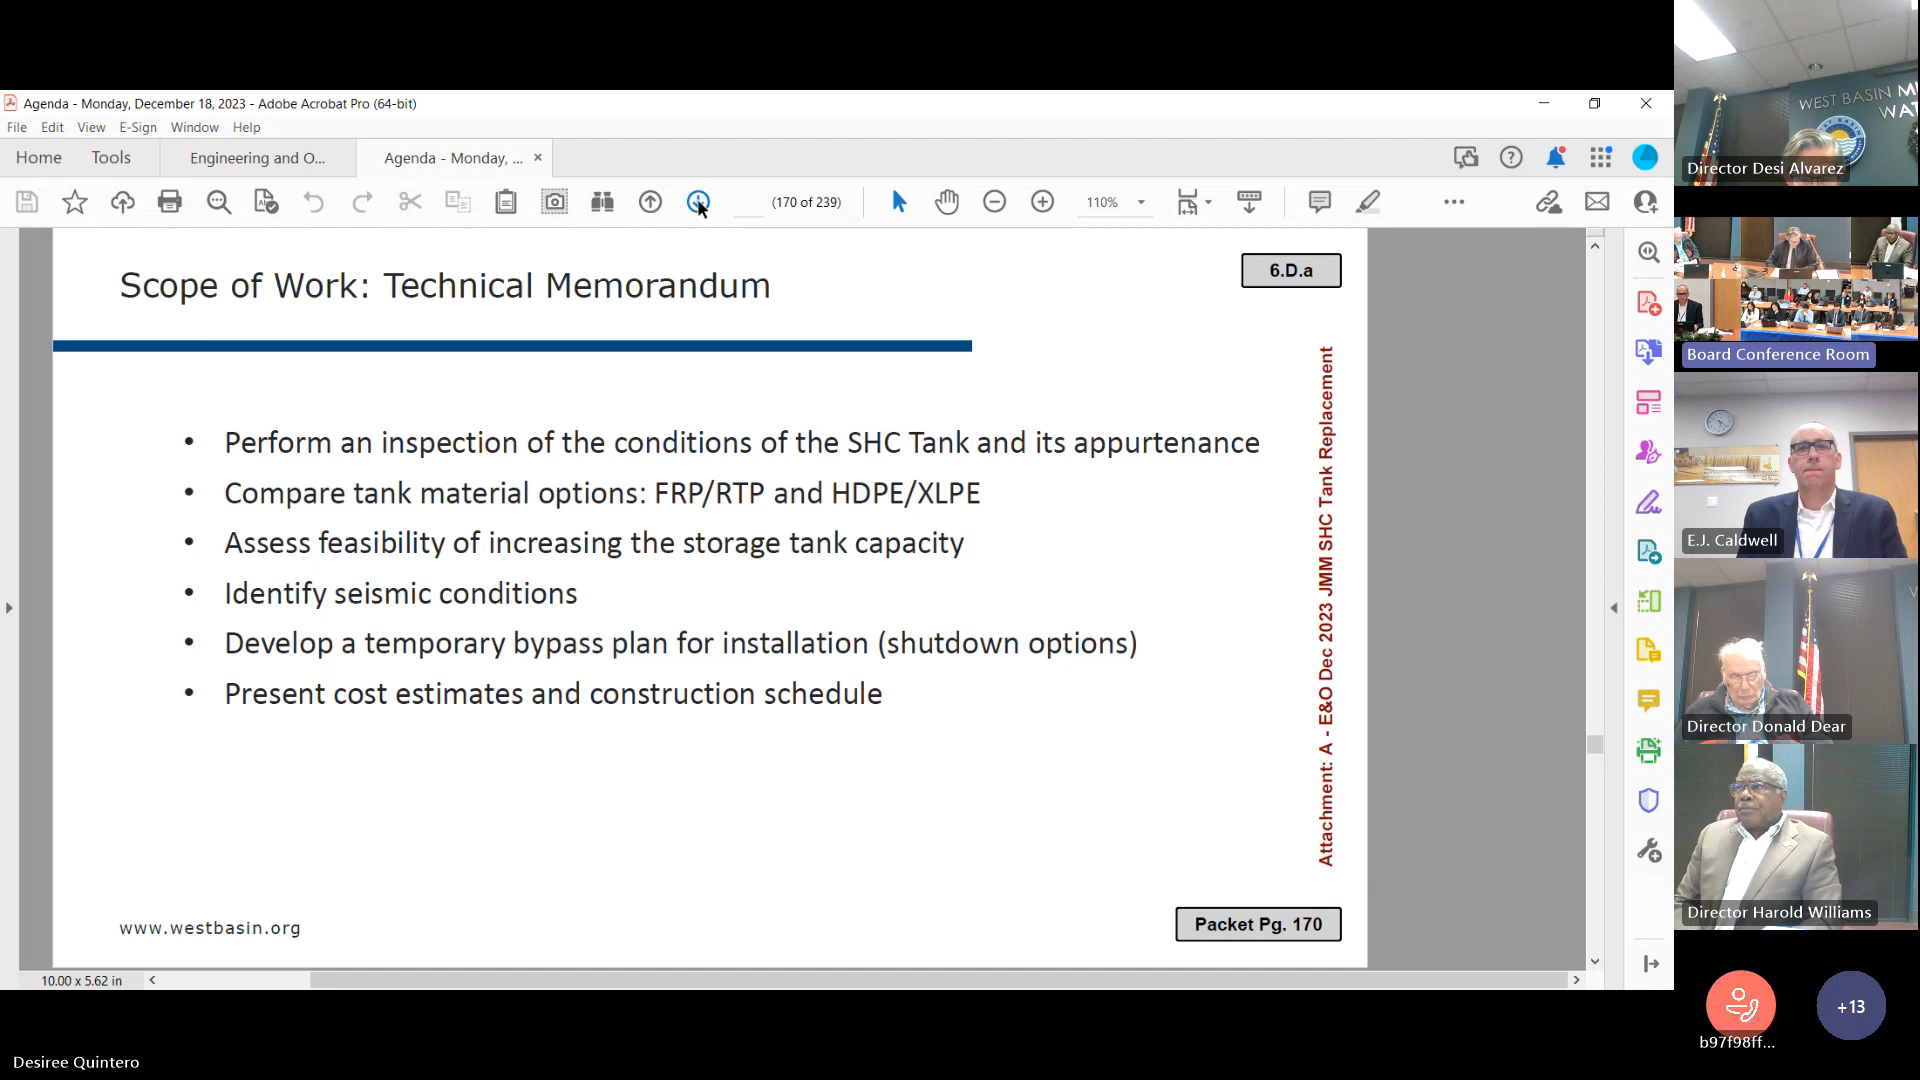 Agenda - Monday, December 18, 2023 - Adobe Acrobat Pro (64-bit)
File Edit View E-Sign Window Help
Home Tools Engineering and O... Agenda - Monday, ...
(170 of 239) 110%
Scope of Work: Technical Memorandum
6.D.a
• Perform an inspection of the conditions of the SHC Tank and its appurtenance
• Compare tank material options: FRP/RTP and HDPE/XLPE
• Assess feasibility of increasing the storage tank capacity
• Identify seismic conditions
• Develop a temporary bypass plan for installation (shutdown options)
• Present cost estimates and construction schedule
Attachment: A - E&O Dec 2023 JMM SHC Tank Replacement
www.westbasin.org
Packet Pg. 170
10.00 x 5.62 in
Desiree Quintero
WEST BASIN M
WAT
Director Desi Alvarez
Board Conference Room
E.J. Caldwell
Director Donald Dear
Director Harold Williams
b97f98ff...
+13